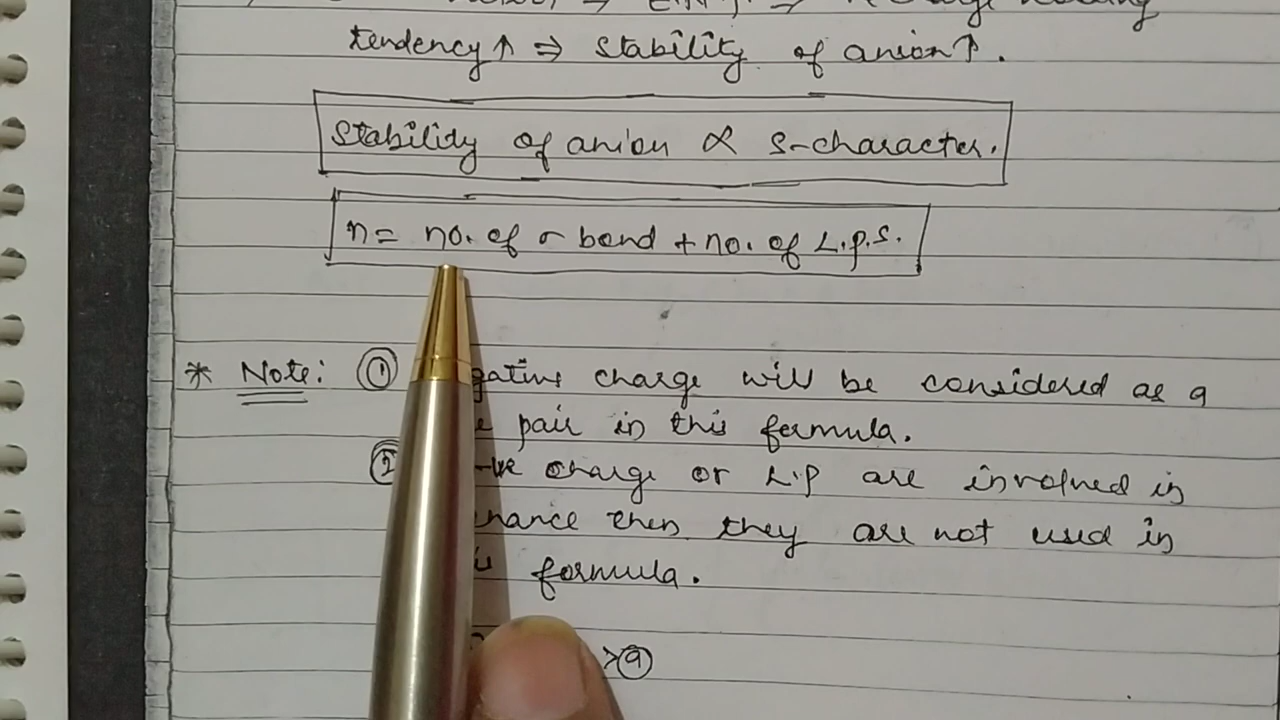 tendency ↑ ⇒ stability of anion ↑.
Stability of anion ∝ s-character.
n = no. of σ bond + no. of L.p.s.
* Note: ① gative charge will be considered as a
pair in this formula.
② -ve charge or L.P are involved in
nance then they are not used in
formula.
>⑨